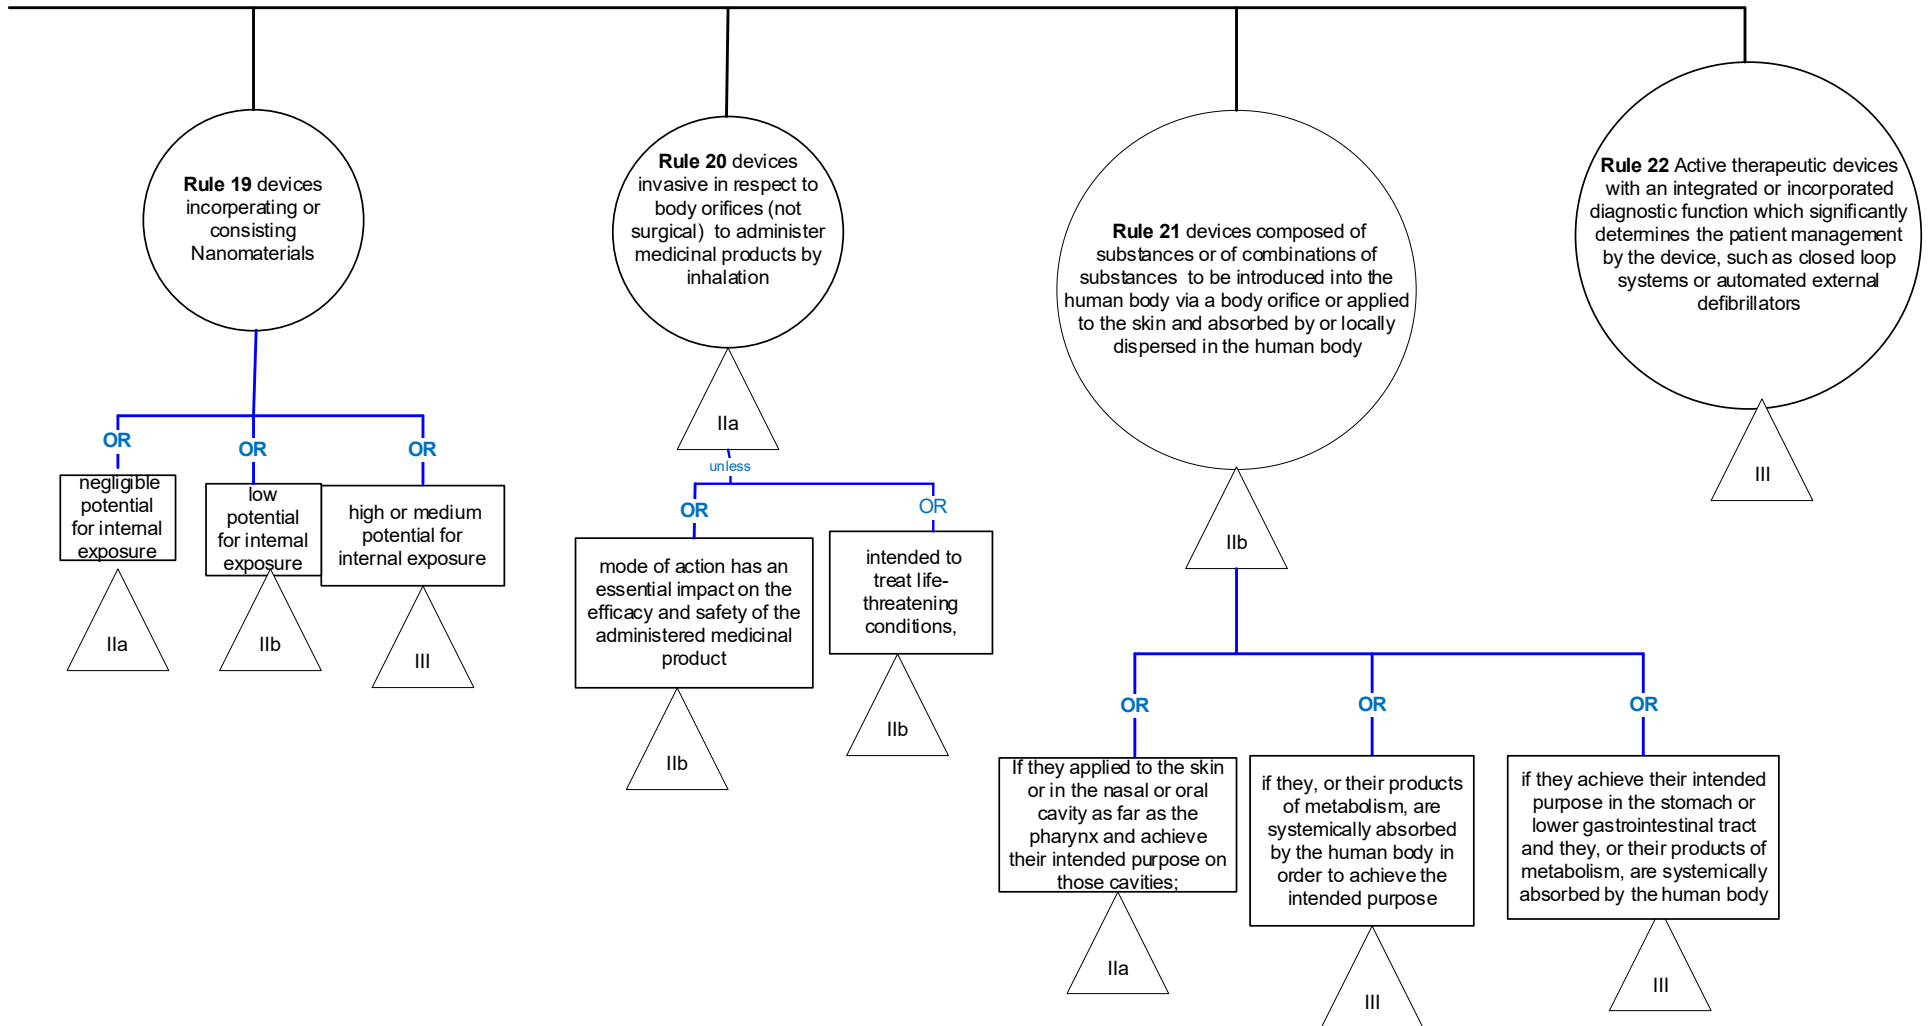 Rule 19 devices
incorperating or
consisting
Nanomaterials
OR
negligible
potential
for internal
exposure
IIa
OR
low
potential
for internal
exposure
IIb
OR
high or medium
potential for
internal exposure
III
Rule 20 devices
invasive in respect to
body orifices (not
surgical) to administer
medicinal products by
inhalation
IIa
unless
OR
mode of action has an
essential impact on the
efficacy and safety of the
administered medicinal
product
IIb
OR
intended to
treat life-
threatening
conditions,
IIb
Rule 21 devices composed of
substances or of combinations of
substances to be introduced into the
human body via a body orifice or applied
to the skin and absorbed by or locally
dispersed in the human body
IIb
OR
If they applied to the skin
or in the nasal or oral
cavity as far as the
pharynx and achieve
their intended purpose on
those cavities;
IIa
OR
if they, or their products
of metabolism, are
systemically absorbed
by the human body in
order to achieve the
intended purpose
III
OR
if they achieve their intended
purpose in the stomach or
lower gastrointestinal tract
and they, or their products of
metabolism, are systemically
absorbed by the human body
III
Rule 22 Active therapeutic devices
with an integrated or incorporated
diagnostic function which significantly
determines the patient management
by the device, such as closed loop
systems or automated external
defibrillators
III